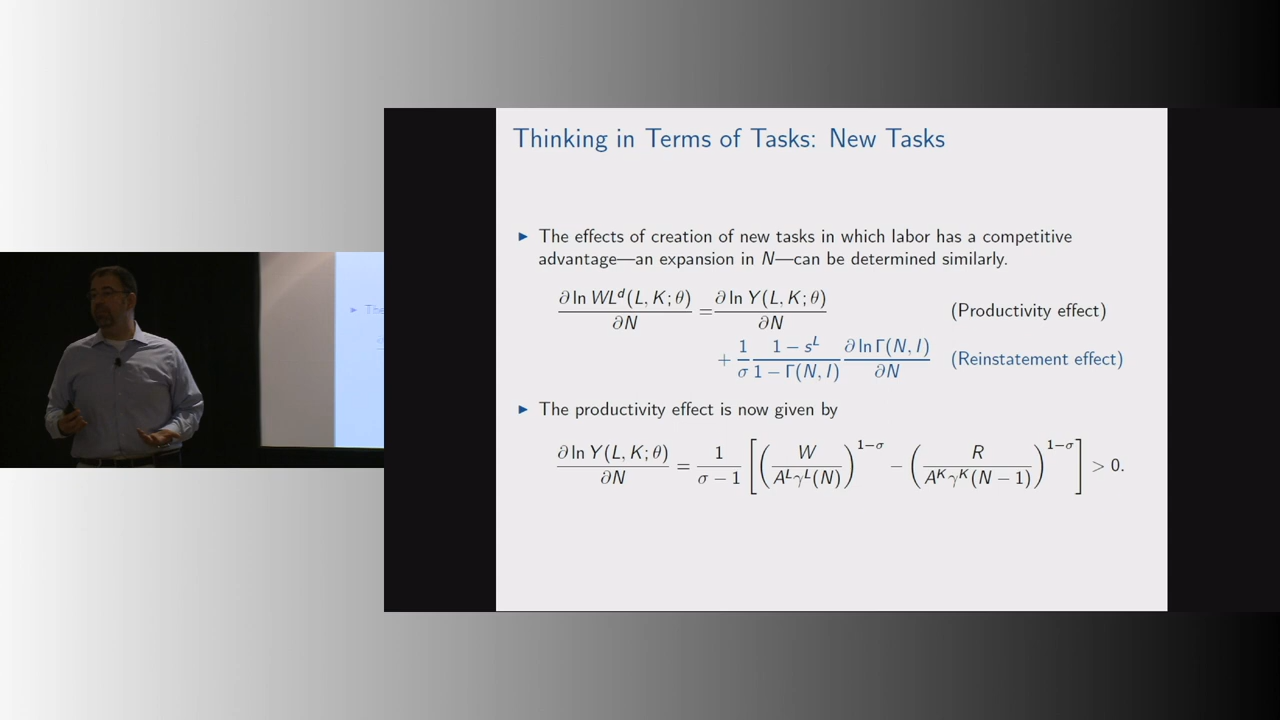 Thinking in Terms of Tasks: New Tasks
► The effects of creation of new tasks in which labor has a competitive
advantage—an expansion in N—can be determined similarly.
∂ ln WL^d(L, K; θ) / ∂N = ∂ ln Y(L, K; θ) / ∂N (Productivity effect)
+ 1/σ (1 − s^L) / (1 − Γ(N, I)) ∂ ln Γ(N, I) / ∂N (Reinstatement effect)
► The productivity effect is now given by
∂ ln Y(L, K; θ) / ∂N = 1 / (σ − 1) [ ( W / (A^L γ^L(N)) )^(1−σ) − ( R / (A^K γ^K(N − 1)) )^(1−σ) ] > 0.
► The